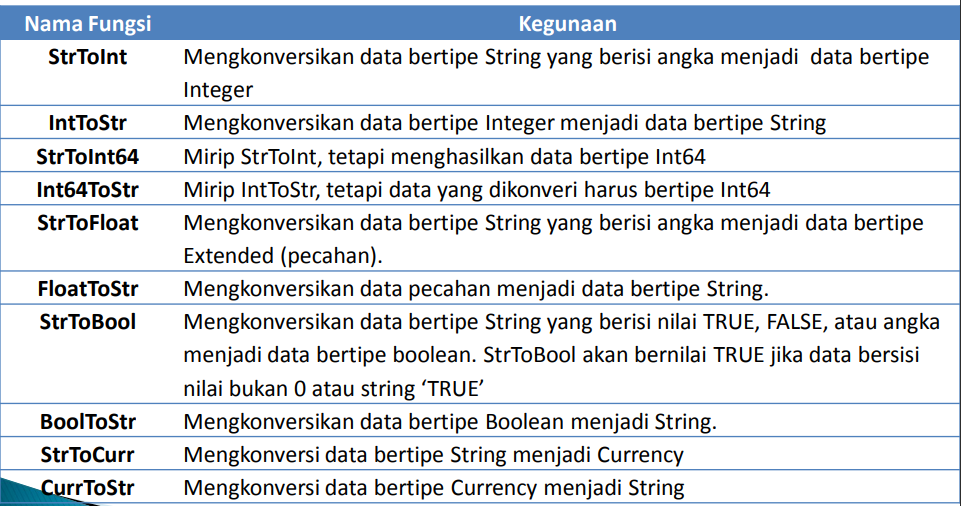 Nama Fungsi Kegunaan
StrToInt Mengkonversikan data bertipe String yang berisi angka menjadi data bertipe
Integer
IntToStr Mengkonversikan data bertipe Integer menjadi data bertipe String
StrToInt64 Mirip StrToInt, tetapi menghasilkan data bertipe Int64
Int64ToStr Mirip IntToStr, tetapi data yang dikonveri harus bertipe Int64
StrToFloat Mengkonversikan data bertipe String yang berisi angka menjadi data bertipe
Extended (pecahan).
FloatToStr Mengkonversikan data pecahan menjadi data bertipe String.
StrToBool Mengkonversikan data bertipe String yang berisi nilai TRUE, FALSE, atau angka
menjadi data bertipe boolean. StrToBool akan bernilai TRUE jika data bersisi
nilai bukan 0 atau string ‘TRUE’
BoolToStr Mengkonversikan data bertipe Boolean menjadi String.
StrToCurr Mengkonversi data bertipe String menjadi Currency
CurrToStr Mengkonversi data bertipe Currency menjadi String